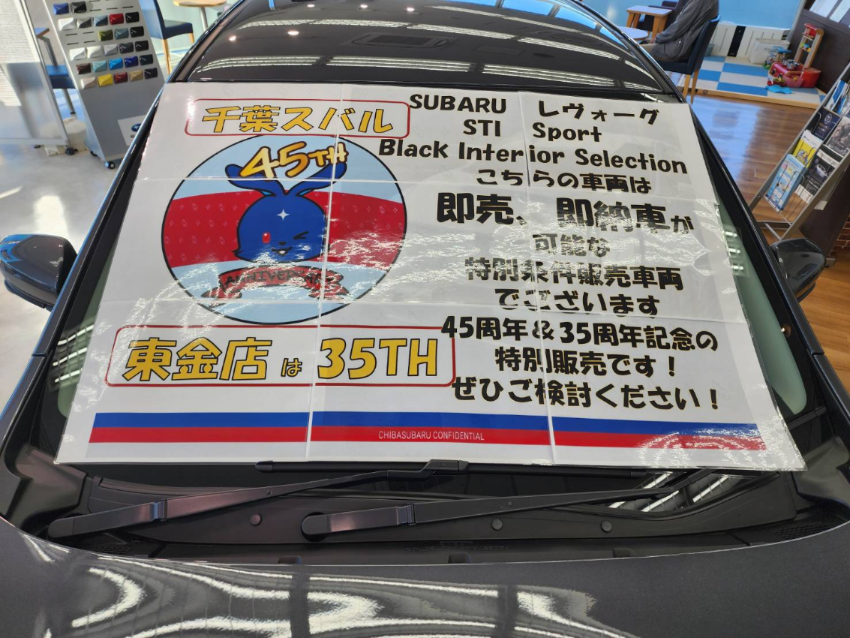 千葉スバル
45TH
ANNIVERSARY
東金店は35TH
SUBARU レヴォーグ
STI Sport
Black Interior Selection
こちらの車両は
即売、即納車が
可能な
特別条件販売車両
でございます
45周年&35周年記念の
特別販売です!
ぜひご検討ください!
CHIBASUBARU CONFIDENTIAL